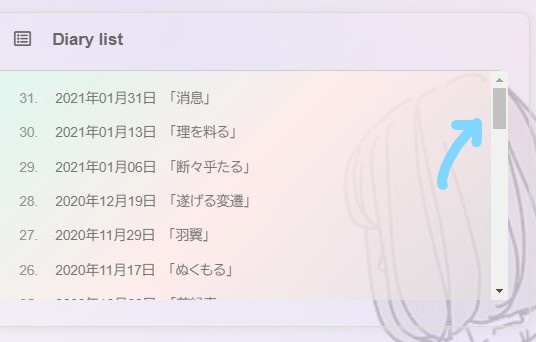 Diary list
31. 2021年01月31日 「消息」
30. 2021年01月13日 「理を料る」
29. 2021年01月06日 「断々乎たる」
28. 2020年12月19日 「遂げる変遷」
27. 2020年11月29日 「羽翼」
26. 2020年11月17日 「ぬくもる」